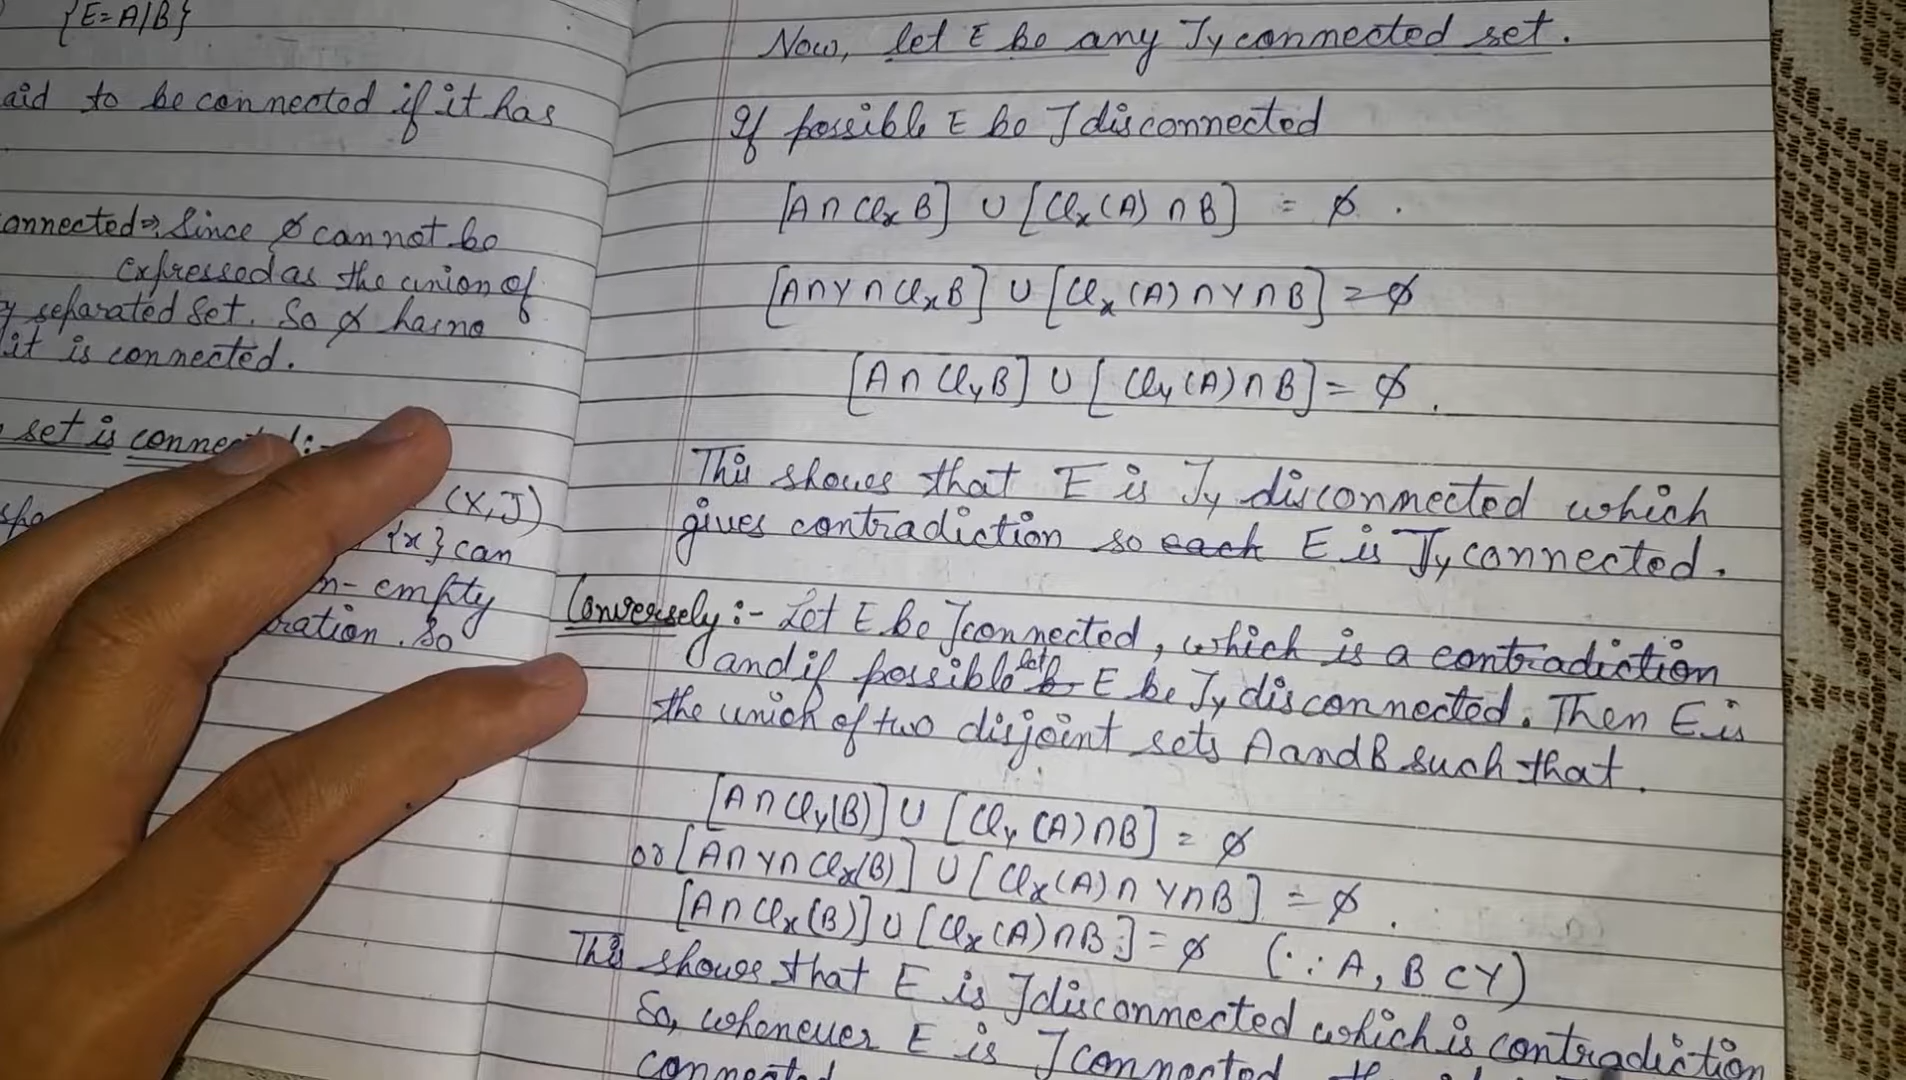 {E=A/B}
aid to be connected if it has
onnected⇒ Since ∅ cannot be
expressed as the union of
y separated set. So ∅ has no
it is connected.
set is connected:-
(X,J)
{x} can
n-empty
ration. So
Now, let E be any Jy connected set.
If possible E be J disconnected
[A∩Clx B] ∪ [Clx(A)∩B] = ∅.
[A∩Y∩Clx B] ∪ [Clx(A)∩Y∩B] = ∅
[A∩Cly B] ∪ [Cly(A)∩B] = ∅.
This shows that E is Jy disconnected which
gives contradiction so each E is Jy connected.
Conversely:- Let E be J connected, which is a contradiction
and if possible let E be Jy disconnected. Then E is
the union of two disjoint sets A and B such that.
[A∩Cly(B)] ∪ [Cly(A)∩B] = ∅
or [A∩Y∩Clx(B)] ∪ [Clx(A)∩Y∩B] = ∅.
[A∩Clx(B)] ∪ [Clx(A)∩B] = ∅ (∵ A, B ⊂ Y)
This shows that E is J disconnected which is contradiction
So, whenever E is J connected
connected